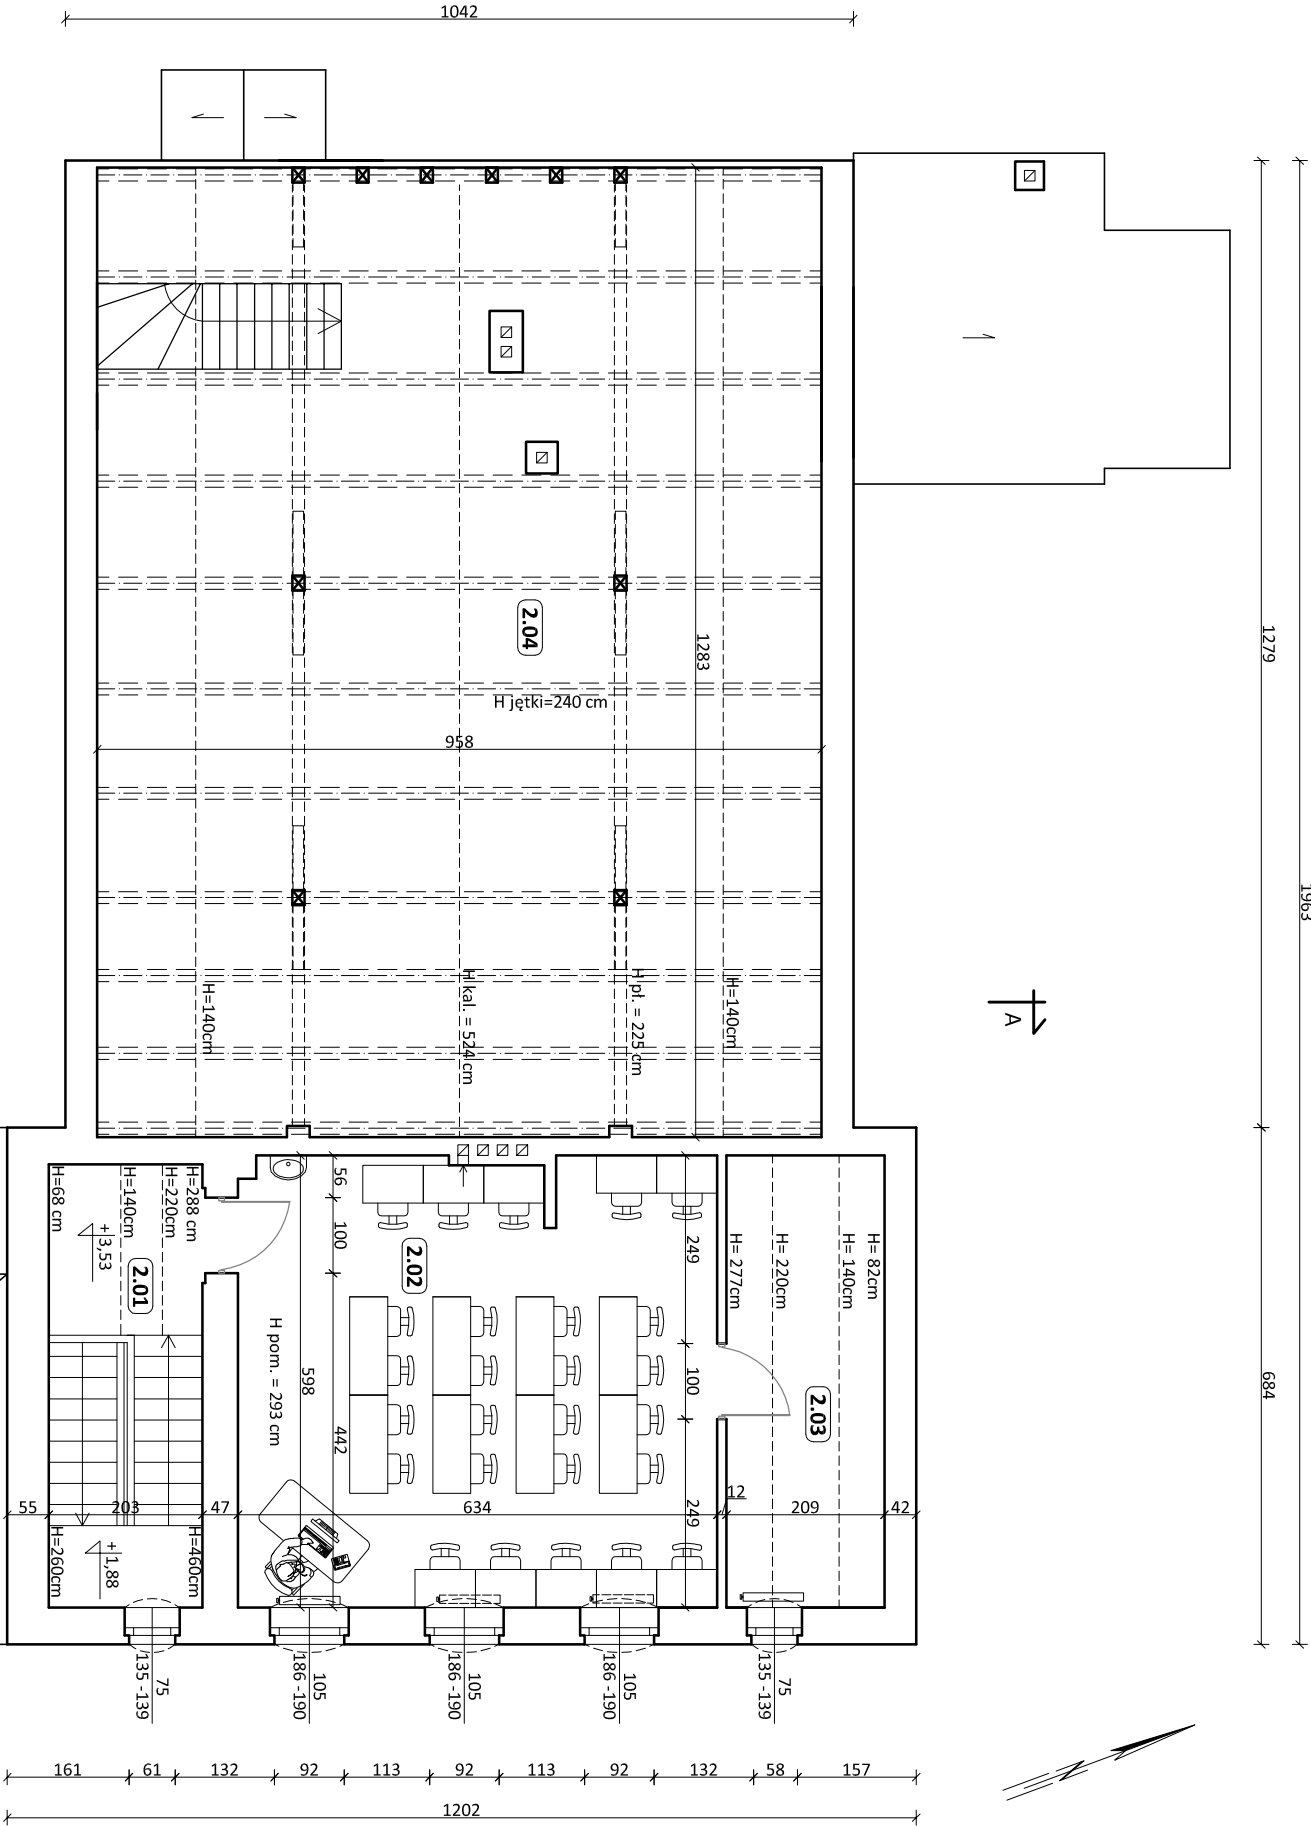 1042
1279
1963
2.04
1283
H jętki=240 cm
958
H=140cm
H kal. = 524 cm
H pł. = 225 cm
H=140cm
A
H=68 cm
H=140cm
H=220cm
H=288 cm
56
100
+3,53
2.01
2.02
249
H= 277cm
H= 220cm
H= 140cm
H= 82cm
H pom. = 293 cm
598
442
100
2.03
684
55
203
47
634
12
209
42
249
H=260cm
+1,88
H=460cm
75
135 -139
105
186 -190
105
186 -190
105
186 -190
75
135 -139
N
161
61
132
92
113
92
113
92
132
58
157
1202